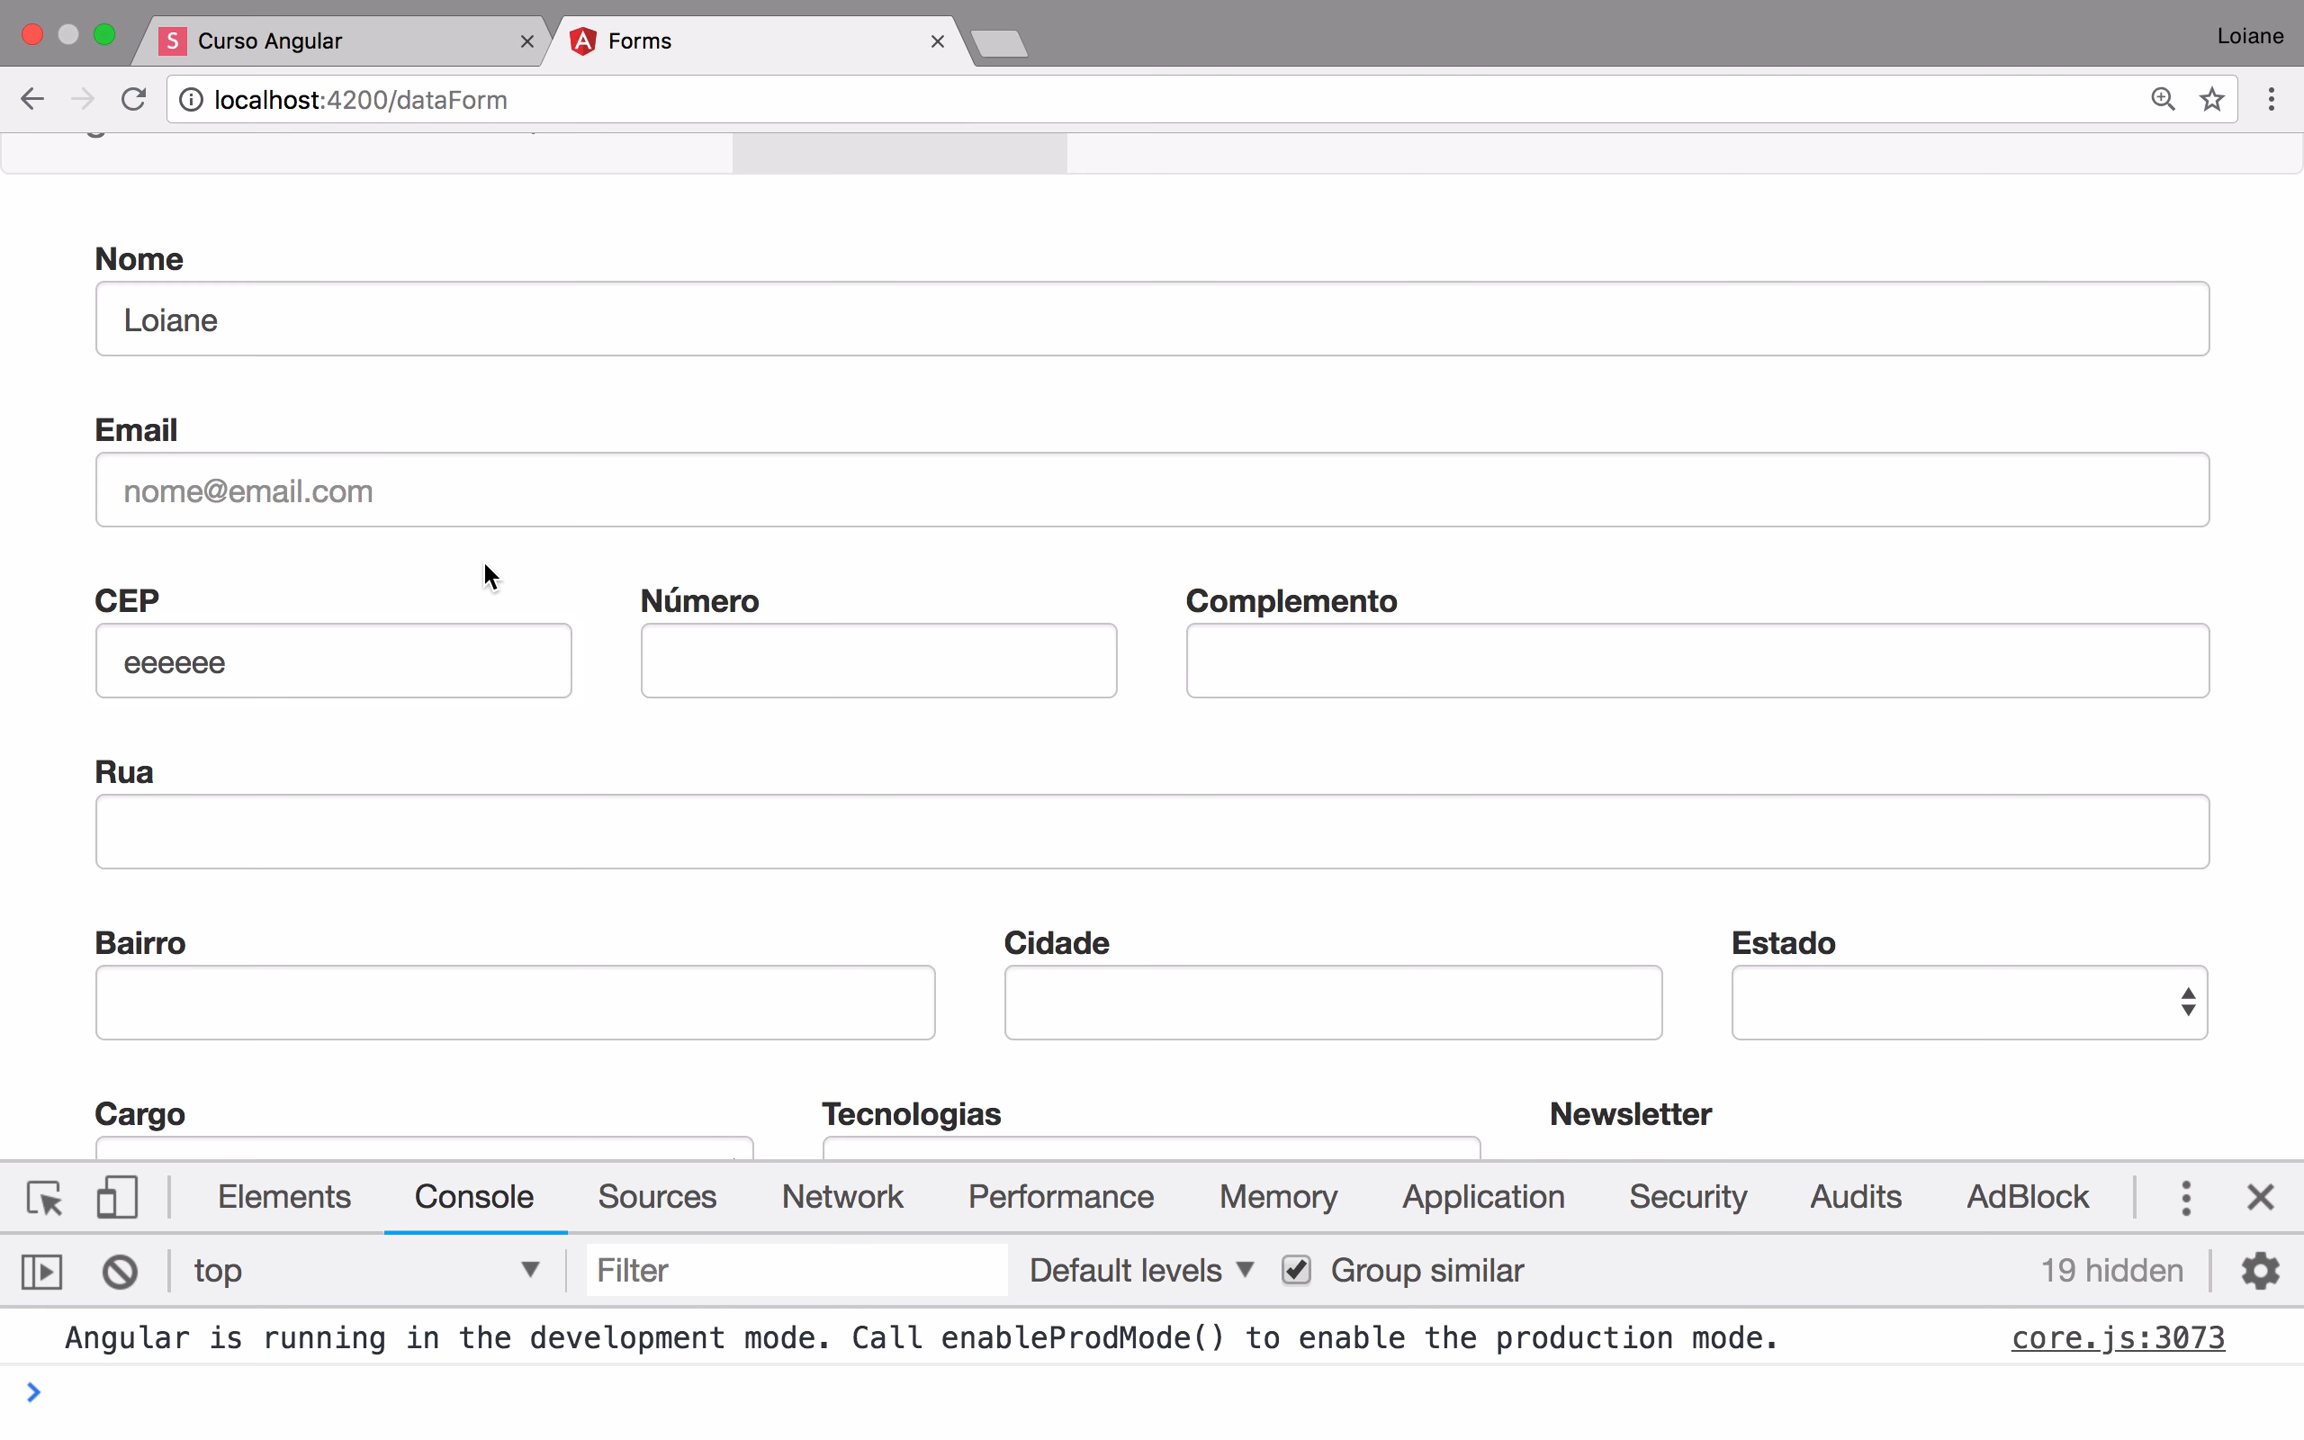 Curso Angular
Forms
Loiane
localhost:4200/dataForm
Nome
Loiane
Email
nome@email.com
CEP
Número
Complemento
eeeeee
Rua
Bairro
Cidade
Estado
Cargo
Tecnologias
Newsletter
Elements
Console
Sources
Network
Performance
Memory
Application
Security
Audits
AdBlock
top
Filter
Default levels
Group similar
19 hidden
Angular is running in the development mode. Call enableProdMode() to enable the production mode.
core.js:3073